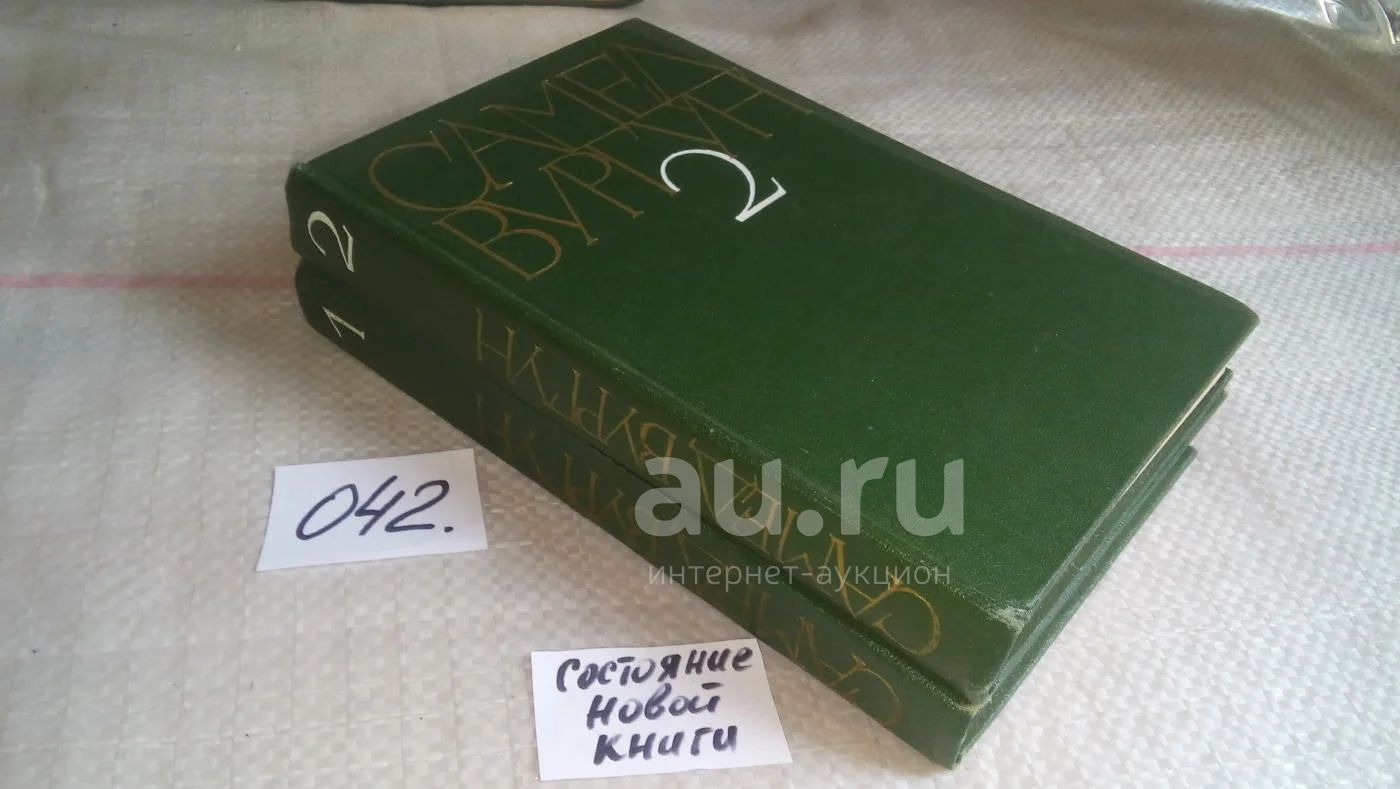 САМЕД
ВУРГУН
2
2
САМЕД ВУРГУН
1
САМЕД ВУРГУН
042.
au.ru
интернет-аукцион
Состояние
новой
книги